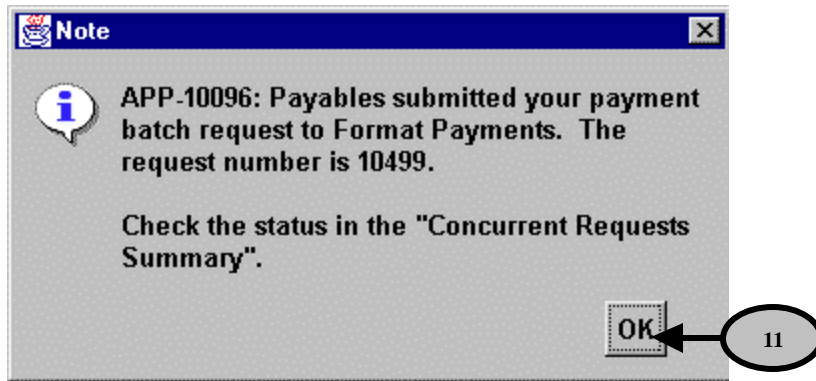 Note
APP-10096: Payables submitted your payment
batch request to Format Payments. The
request number is 10499.
Check the status in the "Concurrent Requests
Summary".
OK
11